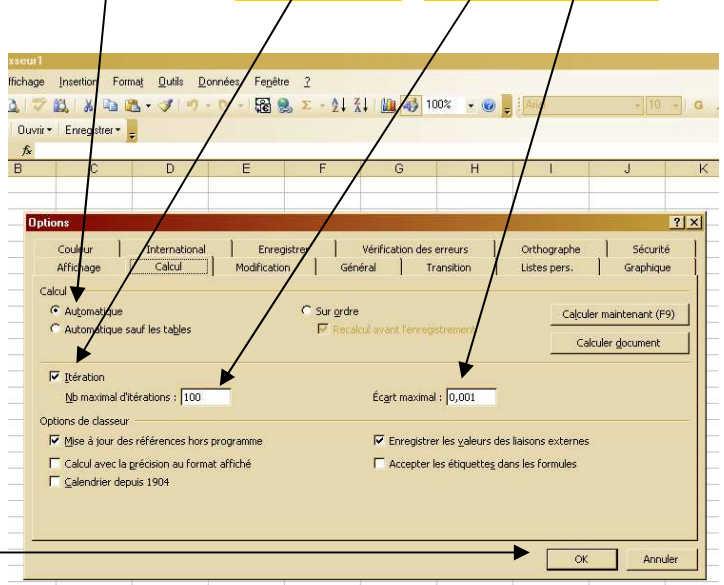 sseur1
ffichage Insertion Format Outils Données Fenêtre ?
100% Arial 10 G
Ouvrir Enregistrer
fx
B C D E F G H I J K
Options
Couleur International Enregistrer Vérification des erreurs Orthographe Sécurité
Affichage Calcul Modification Général Transition Listes pers. Graphique
Calcul
Automatique Sur ordre Calculer maintenant (F9)
Automatique sauf les tables Recalcul avant l'enregistrement Calculer document
Itération
Nb maximal d'itérations : 100 Écart maximal : 0,001
Options de classeur
Mise à jour des références hors programme Enregistrer les valeurs des liaisons externes
Calcul avec la précision au format affiché Accepter les étiquettes dans les formules
Calendrier depuis 1904
OK Annuler